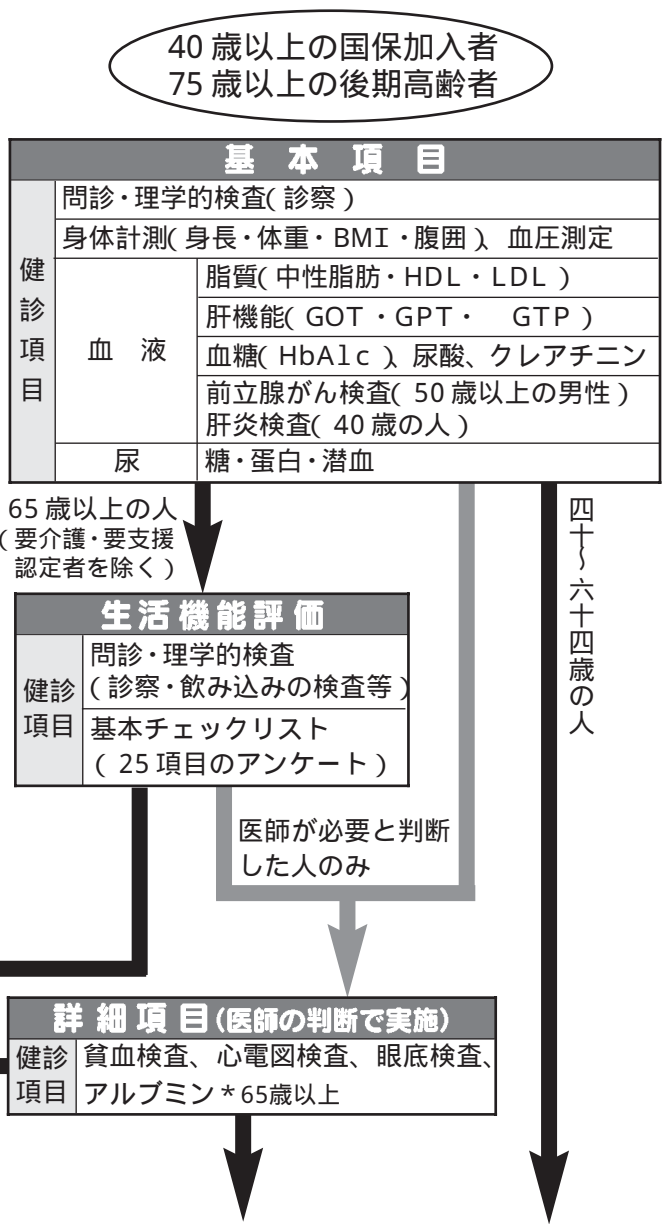 40歳以上の国保加入者
75歳以上の後期高齢者
基本項目
健診項目
問診・理学的検査(診察)
身体計測(身長・体重・BMI・腹囲)、血圧測定
血液
脂質(中性脂肪・HDL・LDL)
肝機能(GOT・GPT・　GTP)
血糖(HbA1c)、尿酸、クレアチニン
前立腺がん検査(50歳以上の男性)
肝炎検査(40歳の人)
尿
糖・蛋白・潜血
65歳以上の人
(要介護・要支援
認定者を除く)
四十〜六十四歳の人
生活機能評価
健診
項目
問診・理学的検査
(診察・飲み込みの検査等)
基本チェックリスト
(25項目のアンケート)
医師が必要と判断
した人のみ
詳細項目(医師の判断で実施)
健診
項目
貧血検査、心電図検査、眼底検査、
アルブミン*65歳以上